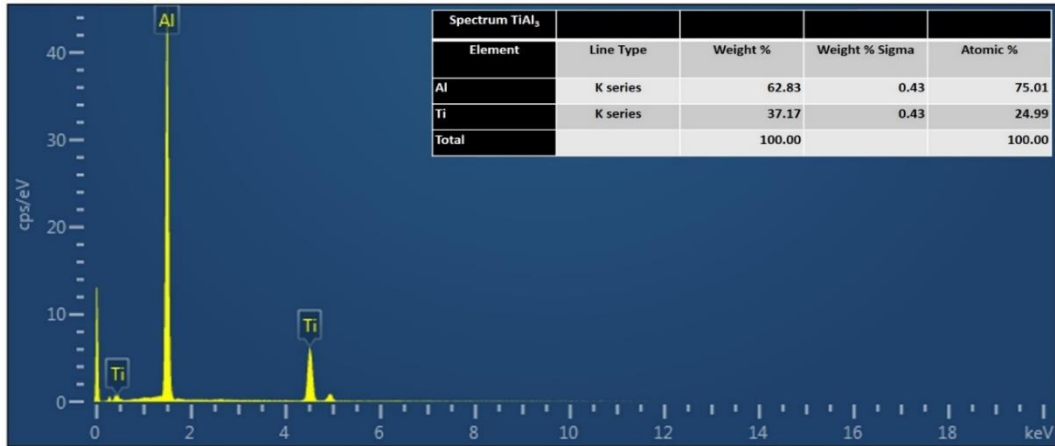 Spectrum TiAl₃
Element Line Type Weight % Weight % Sigma Atomic %
Al K series 62.83 0.43 75.01
Ti K series 37.17 0.43 24.99
Total 100.00 100.00
Al
40
30
cps/eV
20
10
Ti
Ti
0
0 2 4 6 8 10 12 14 16 18 keV